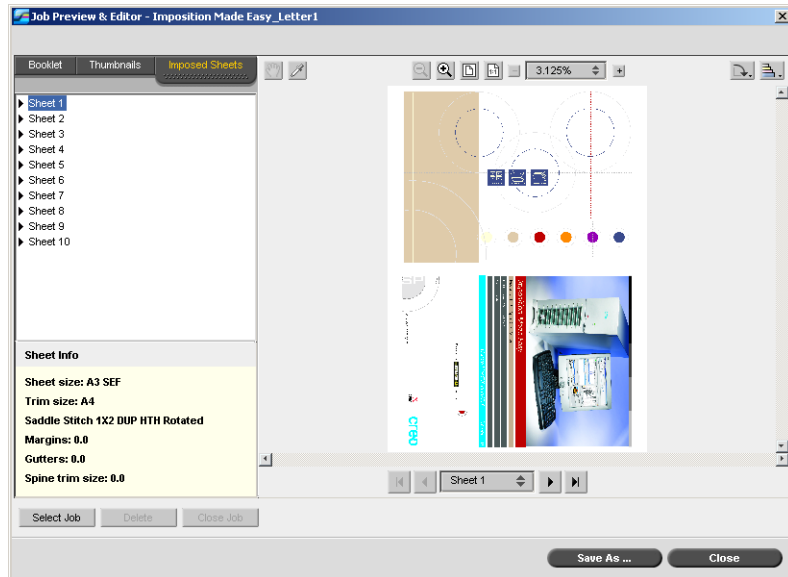 Job Preview & Editor - Imposition Made Easy_Letter1
Booklet
Thumbnails
Imposed Sheets
3.125%
Sheet 1
Sheet 2
Sheet 3
Sheet 4
Sheet 5
Sheet 6
Sheet 7
Sheet 8
Sheet 9
Sheet 10
creo
Sheet Info
Sheet size: A3 SEF
Trim size: A4
Saddle Stitch 1X2 DUP HTH Rotated
Margins: 0.0
Gutters: 0.0
Spine trim size: 0.0
Sheet 1
Select Job
Delete
Close Job
Save As ...
Close